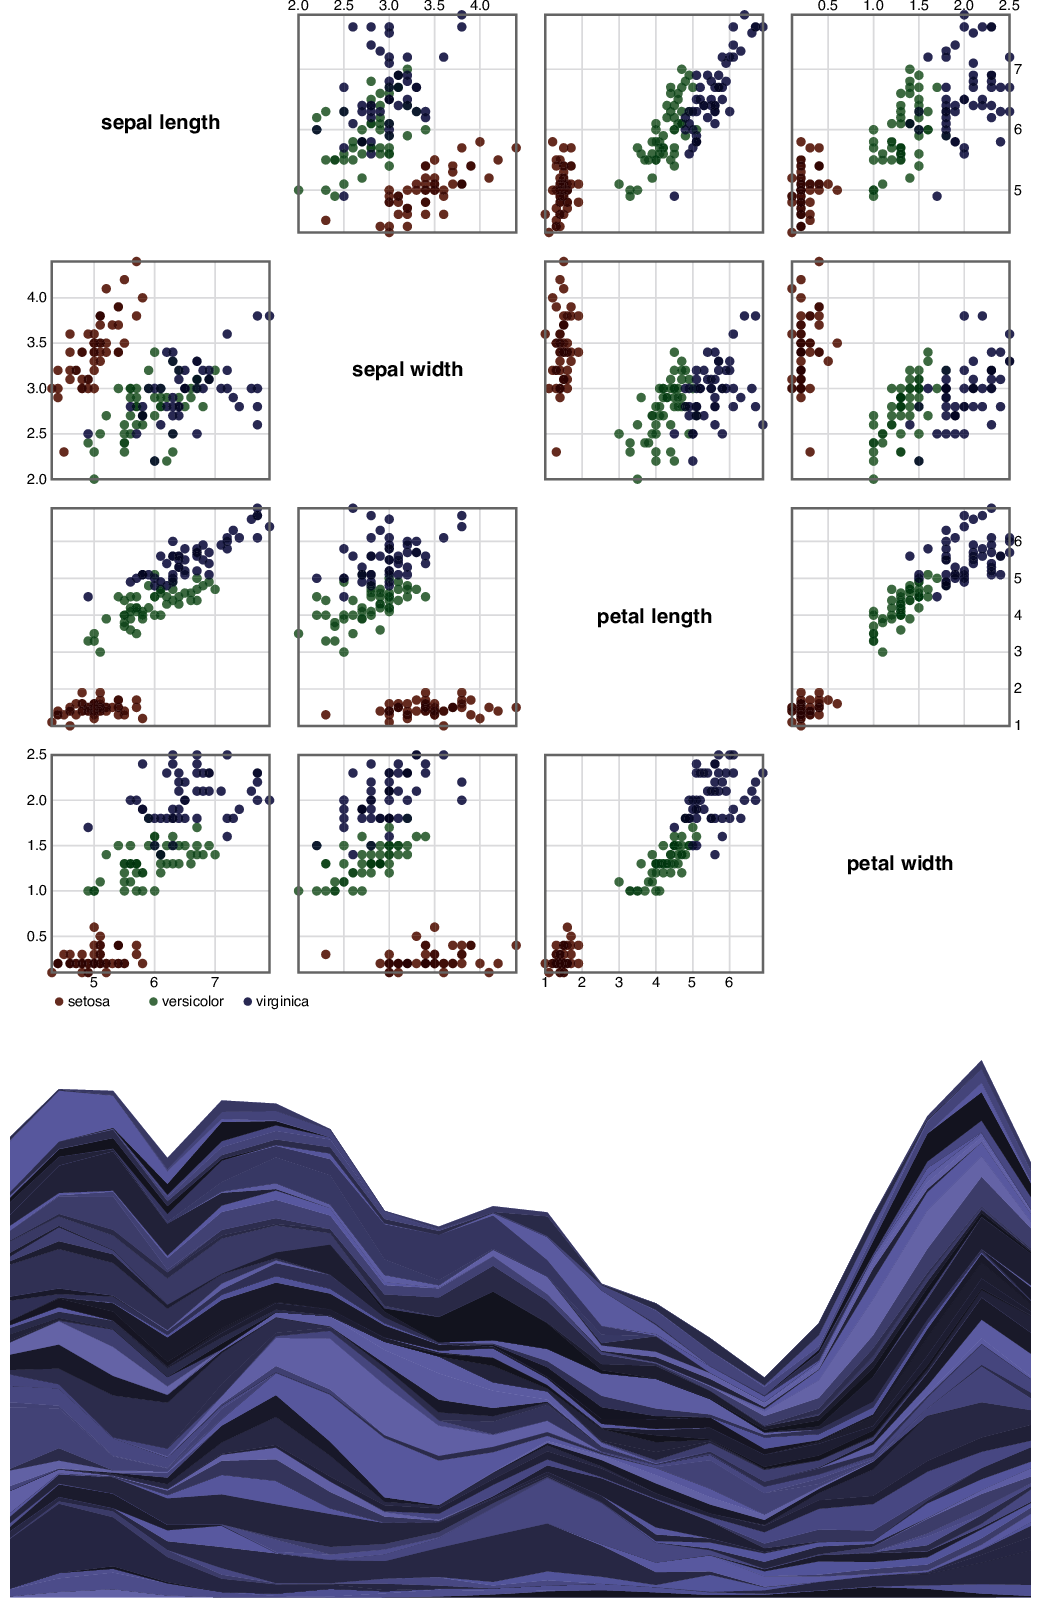 2.0 2.5 3.0 3.5 4.0
0.5 1.0 1.5 2.0 2.5
7
sepal length
6
5
4.0
3.5
sepal width
3.0
2.5
2.0
6
5
petal length
4
3
2
1
2.5
2.0
1.5
petal width
1.0
0.5
5 6 7
1 2 3 4 5 6
setosa versicolor virginica